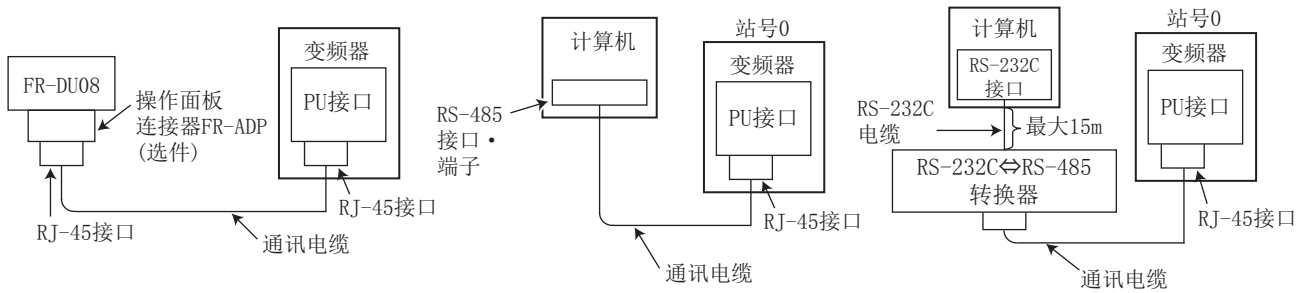 FR-DU08
操作面板
连接器FR-ADP
(选件)
RJ-45接口
变频器
PU接口
RJ-45接口
通讯电缆
计算机
RS-485
接口・
端子
站号0
变频器
PU接口
RJ-45接口
通讯电缆
计算机
RS-232C
接口
RS-232C
电缆
最大15m
RS-232C⇔RS-485
转换器
站号0
变频器
PU接口
RJ-45接口
通讯电缆